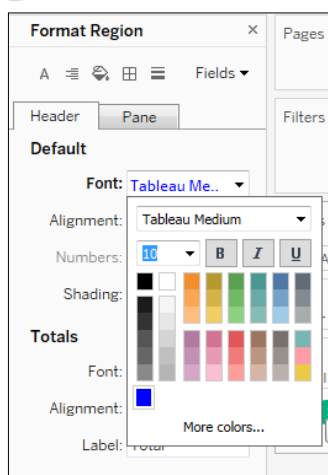 Format Region × Pages
A Fields
Header Pane Filters
Default
Font: Tableau Me..
Alignment: Tableau Medium
Numbers: 10 B I U
Shading:
Totals
Font:
Alignment:
More colors...
Label: Total